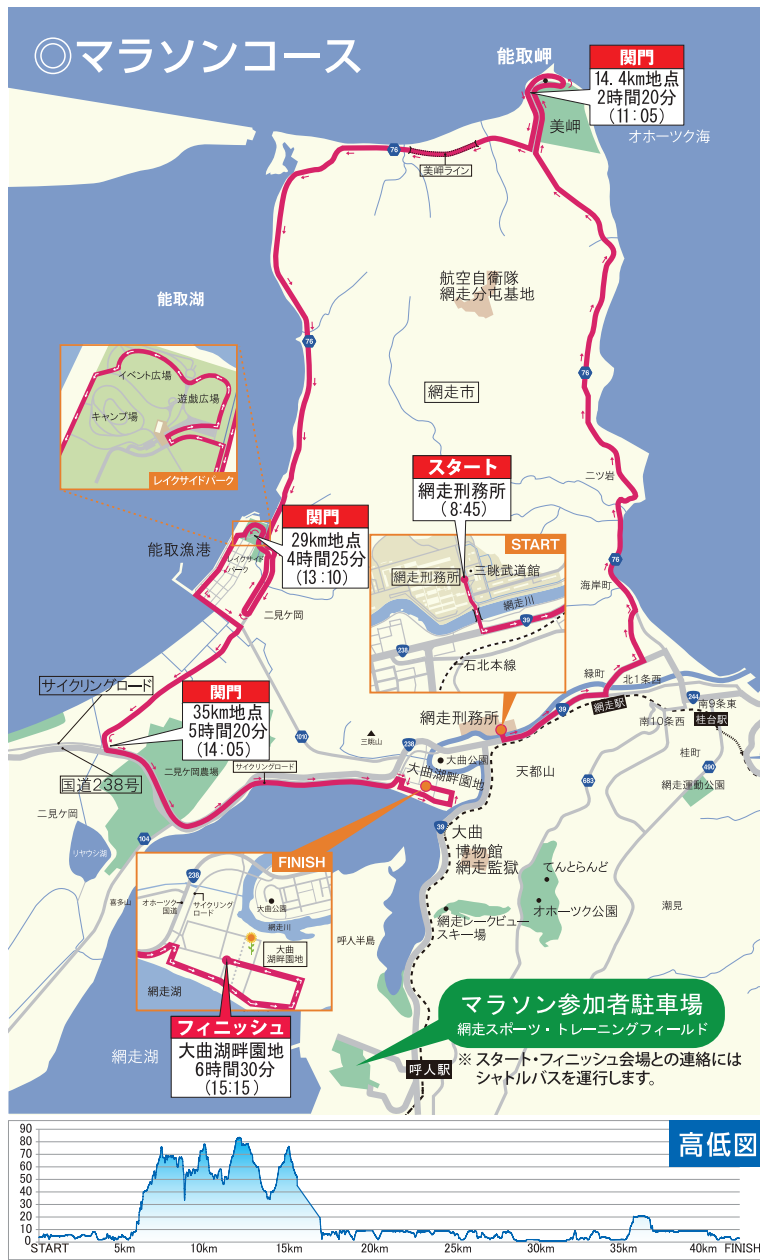 ◎マラソンコース
能取岬
関門
14.4km地点
2時間20分
(11:05)
美岬
オホーツク海
76
美岬ライン
能取湖
航空自衛隊
網走分屯基地
76
76
網走市
イベント広場
遊戯広場
キャンプ場
レイクサイドパーク
スタート
網走刑務所
(8:45)
二ツ岩
関門
29km地点
4時間25分
(13:10)
能取漁港
レイクサイド
パーク
二見ケ岡
START
網走刑務所
・三眺武道館
網走川
39
238
石北本線
76
海岸町
緑町
北1条西
サイクリングロード
関門
35km地点
5時間20分
(14:05)
網走刑務所
39
網走駅
244
南9条東
南10条西
桂台駅
国道238号
1010
三眺山
238
大曲公園
天都山
桂町
490
網走運動公園
二見ケ岡農場
サイクリングロード
大曲湖畔園地
683
二見ケ岡
104
リヤウシ湖
39
大曲
博物館
網走監獄
てんとらんど
オホーツク公園
潮見
網走レークビュー
スキー場
FINISH
238
喜多山
オホーツク
国道
サイクリング
ロード
大曲公園
網走川
大曲
湖畔園地
網走湖
呼人半島
フィニッシュ
大曲湖畔園地
6時間30分
(15:15)
網走湖
マラソン参加者駐車場
網走スポーツ・トレーニングフィールド
呼人駅
※ スタート・フィニッシュ会場との連絡には
シャトルバスを運行します。
高低図
90
80
70
60
50
40
30
20
10
0
START 5km 10km 15km 20km 25km 30km 35km 40km FINISH